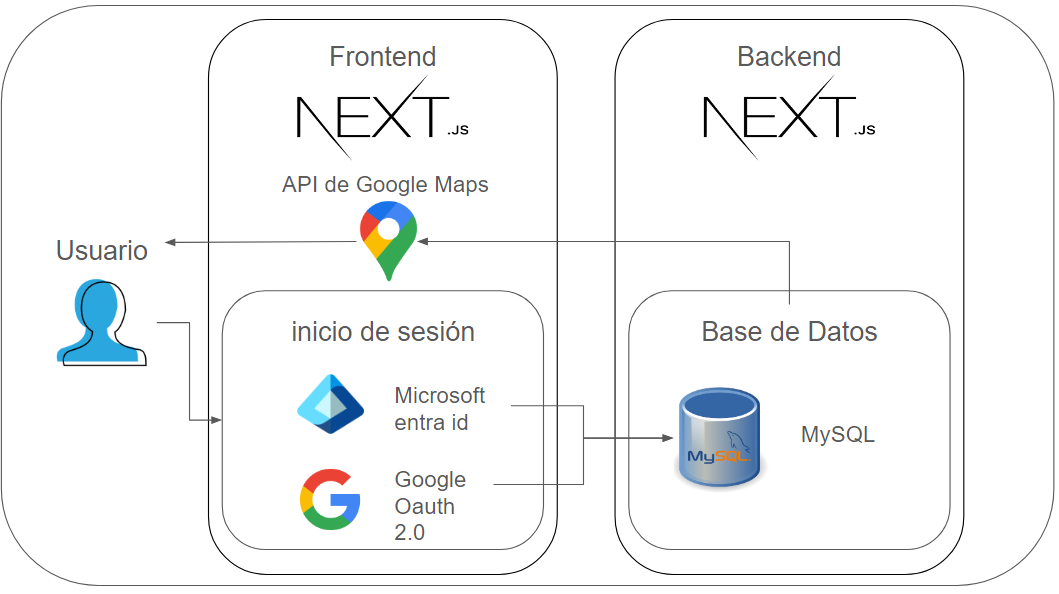 Frontend
NEXT.JS
API de Google Maps
Usuario
inicio de sesión
Microsoft
entra id
Google
Oauth
2.0
Backend
NEXT.JS
Base de Datos
MySQL
MySQL